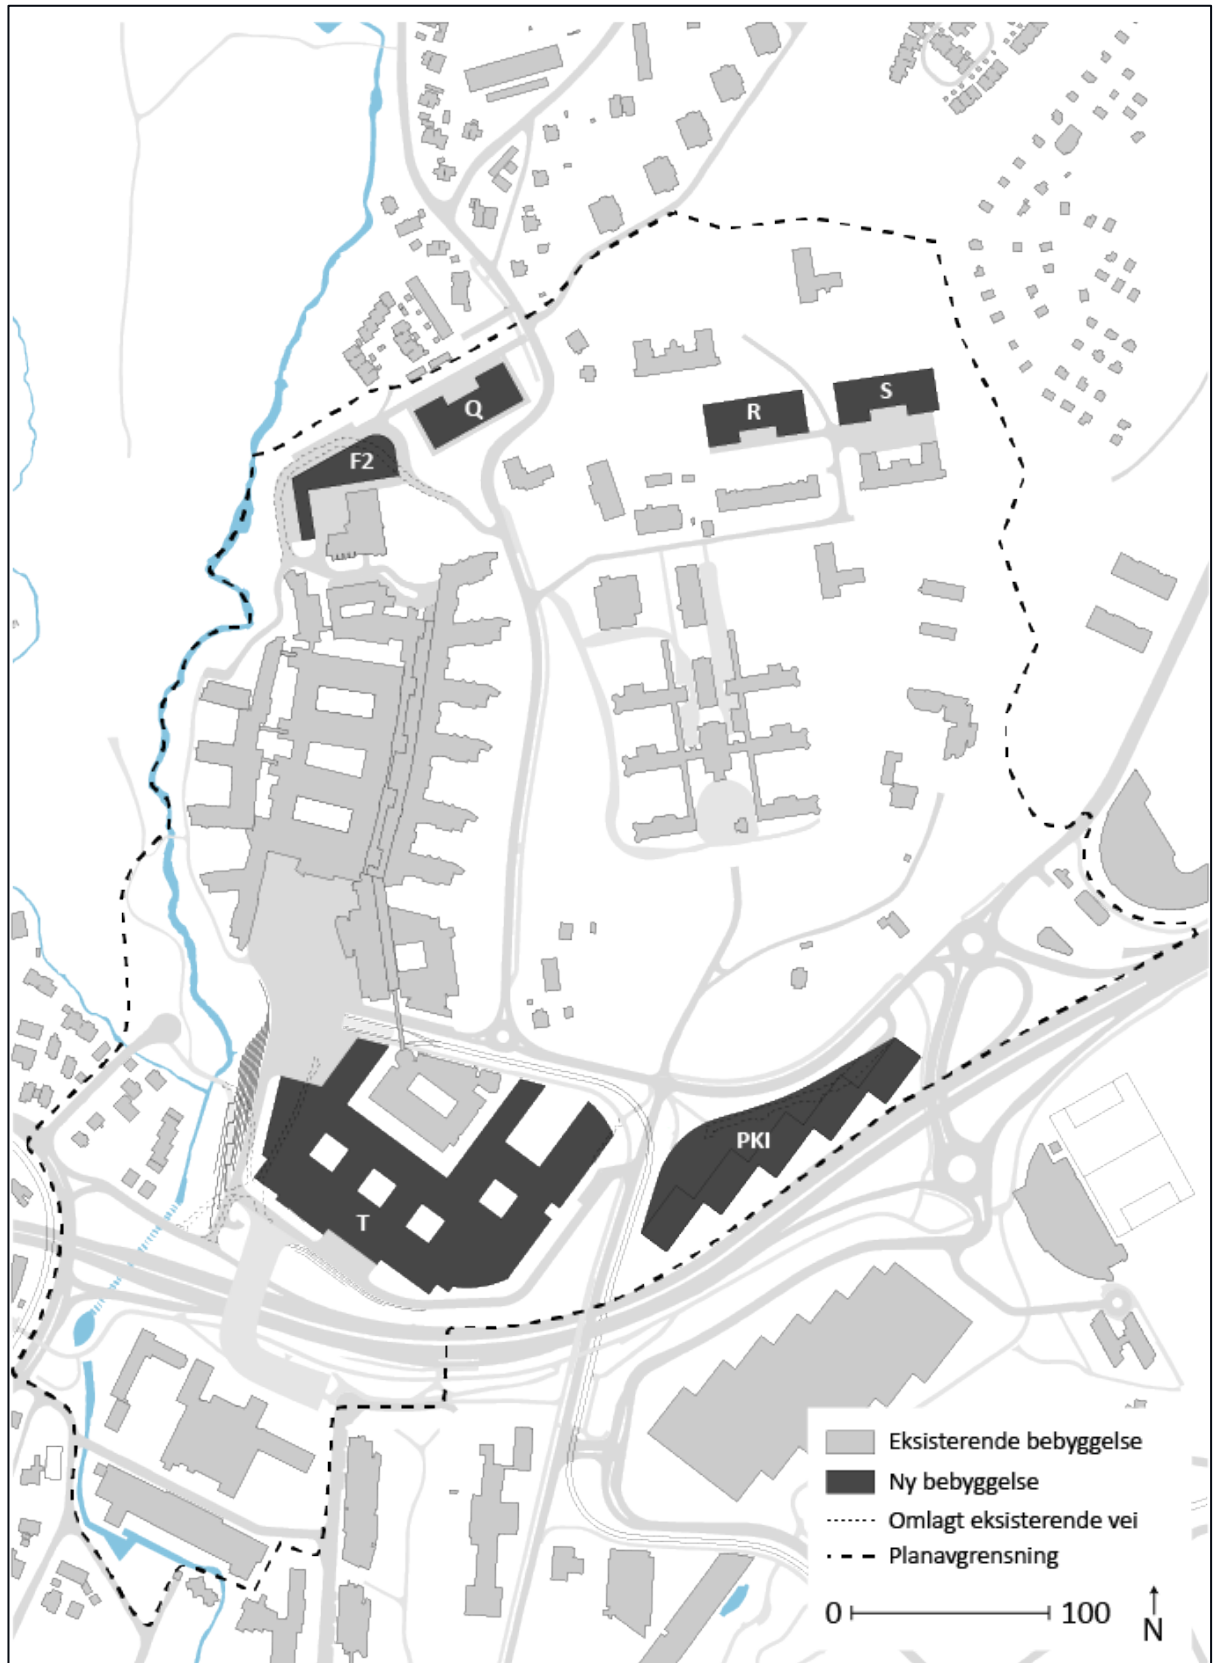 S
R
Q
F2
PKI
T
Eksisterende bebyggelse
Ny bebyggelse
Omlagt eksisterende vei
Planavgrensning
0 100
N